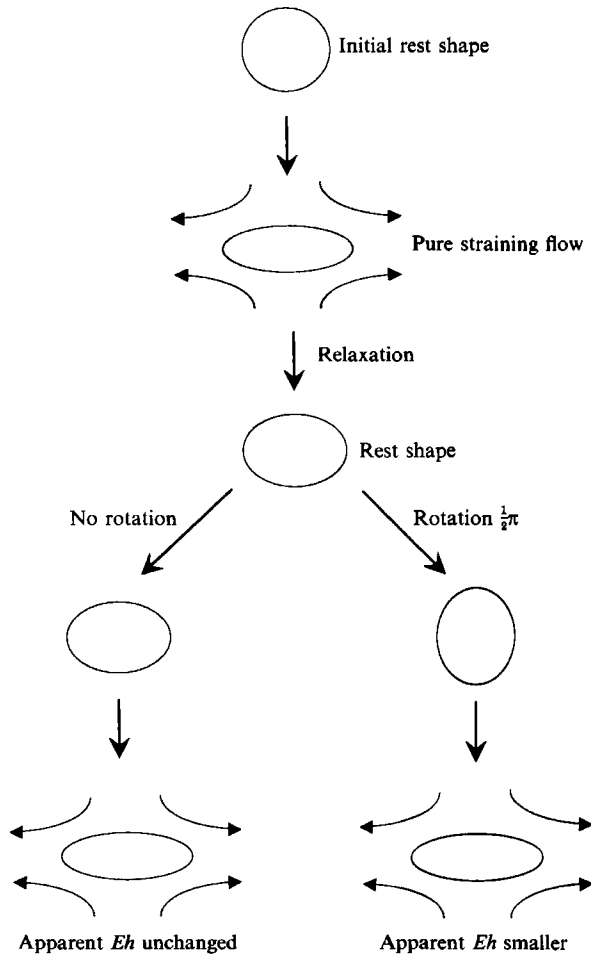 Initial rest shape
Pure straining flow
Relaxation
Rest shape
No rotation
Rotation ½π
Apparent Eh unchanged
Apparent Eh smaller